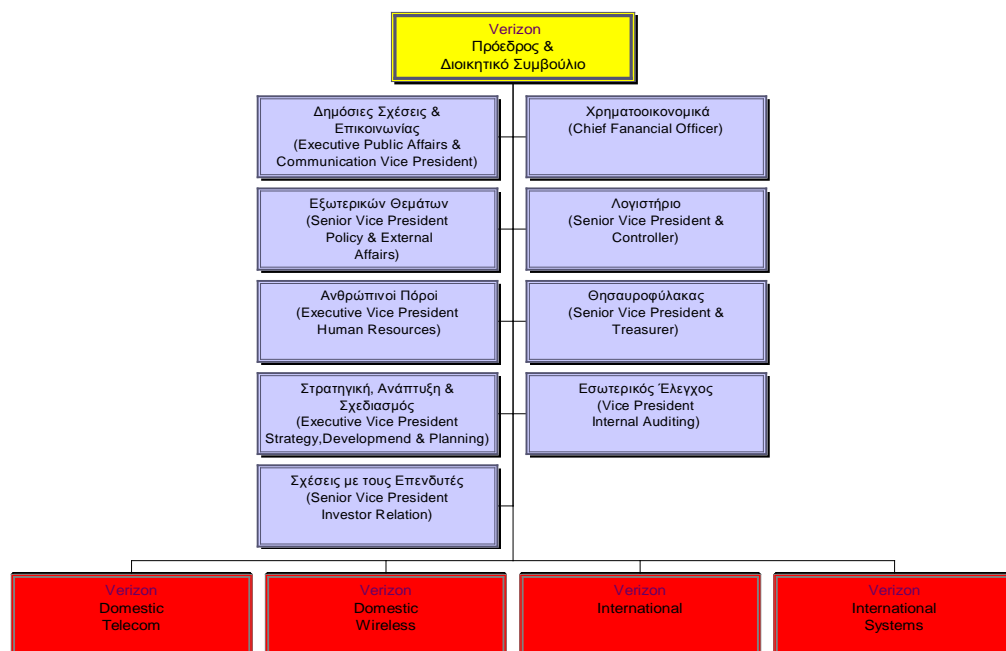 Verizon
Πρόεδρος &
Διοικητικό Συμβούλιο
Δημόσιες Σχέσεις &
Επικοινωνίας
(Executive Public Affairs &
Communication Vice President)
Χρηματοοικονομικά
(Chief Fanancial Officer)
Εξωτερικών Θεμάτων
(Senior Vice President
Policy & External
Affairs)
Λογιστήριο
(Senior Vice President &
Controller)
Ανθρώπινοί Πόροί
(Executive Vice President
Human Resources)
Θησαυροφύλακας
(Senior Vice President &
Treasurer)
Στρατηγική, Ανάπτυξη &
Σχεδιασμός
(Executive Vice President
Strategy,Developmend & Planning)
Εσωτερικός Έλεγχος
(Vice President
Internal Auditing)
Σχέσεις με τους Επενδυτές
(Senior Vice President
Investor Relation)
Verizon
Domestic
Telecom
Verizon
Domestic
Wireless
Verizon
International
Verizon
International
Systems